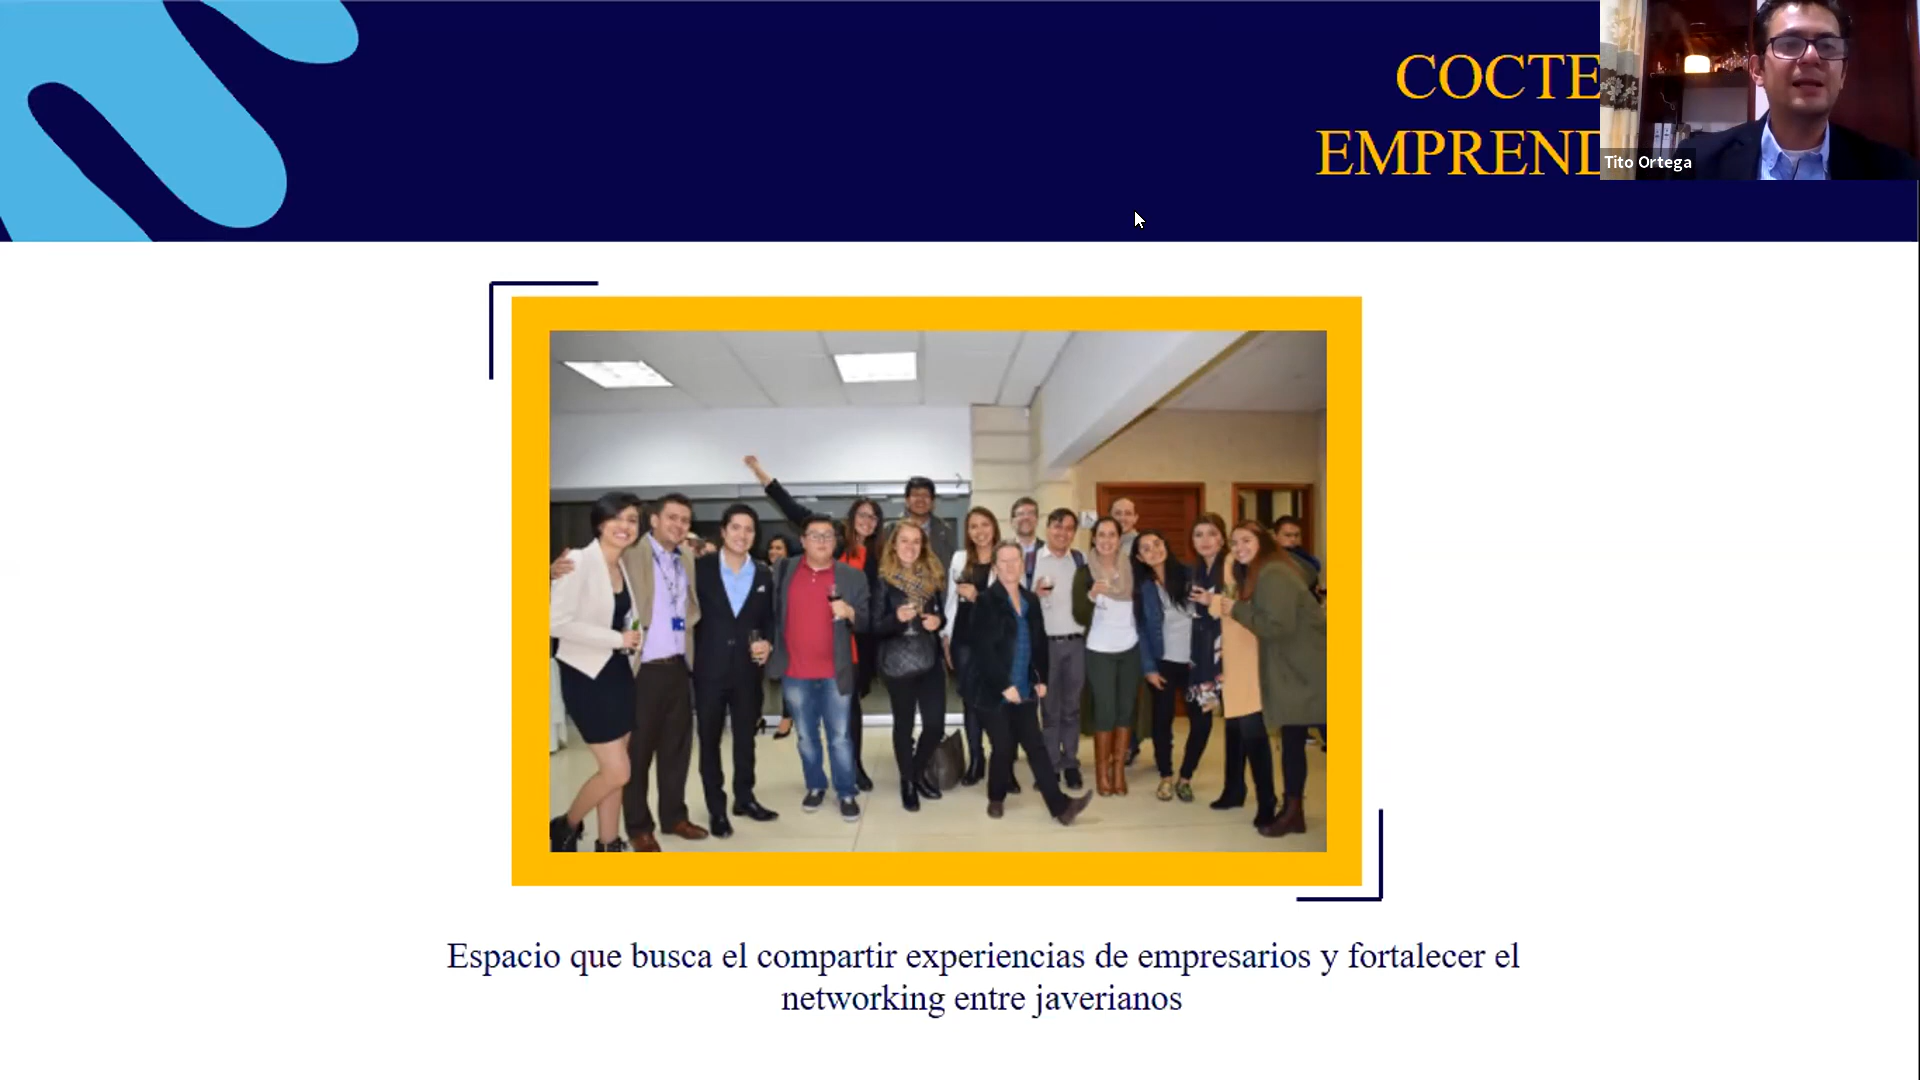 COCTE
EMPREND
Tito Ortega
Espacio que busca el compartir experiencias de empresarios y fortalecer el
networking entre javerianos